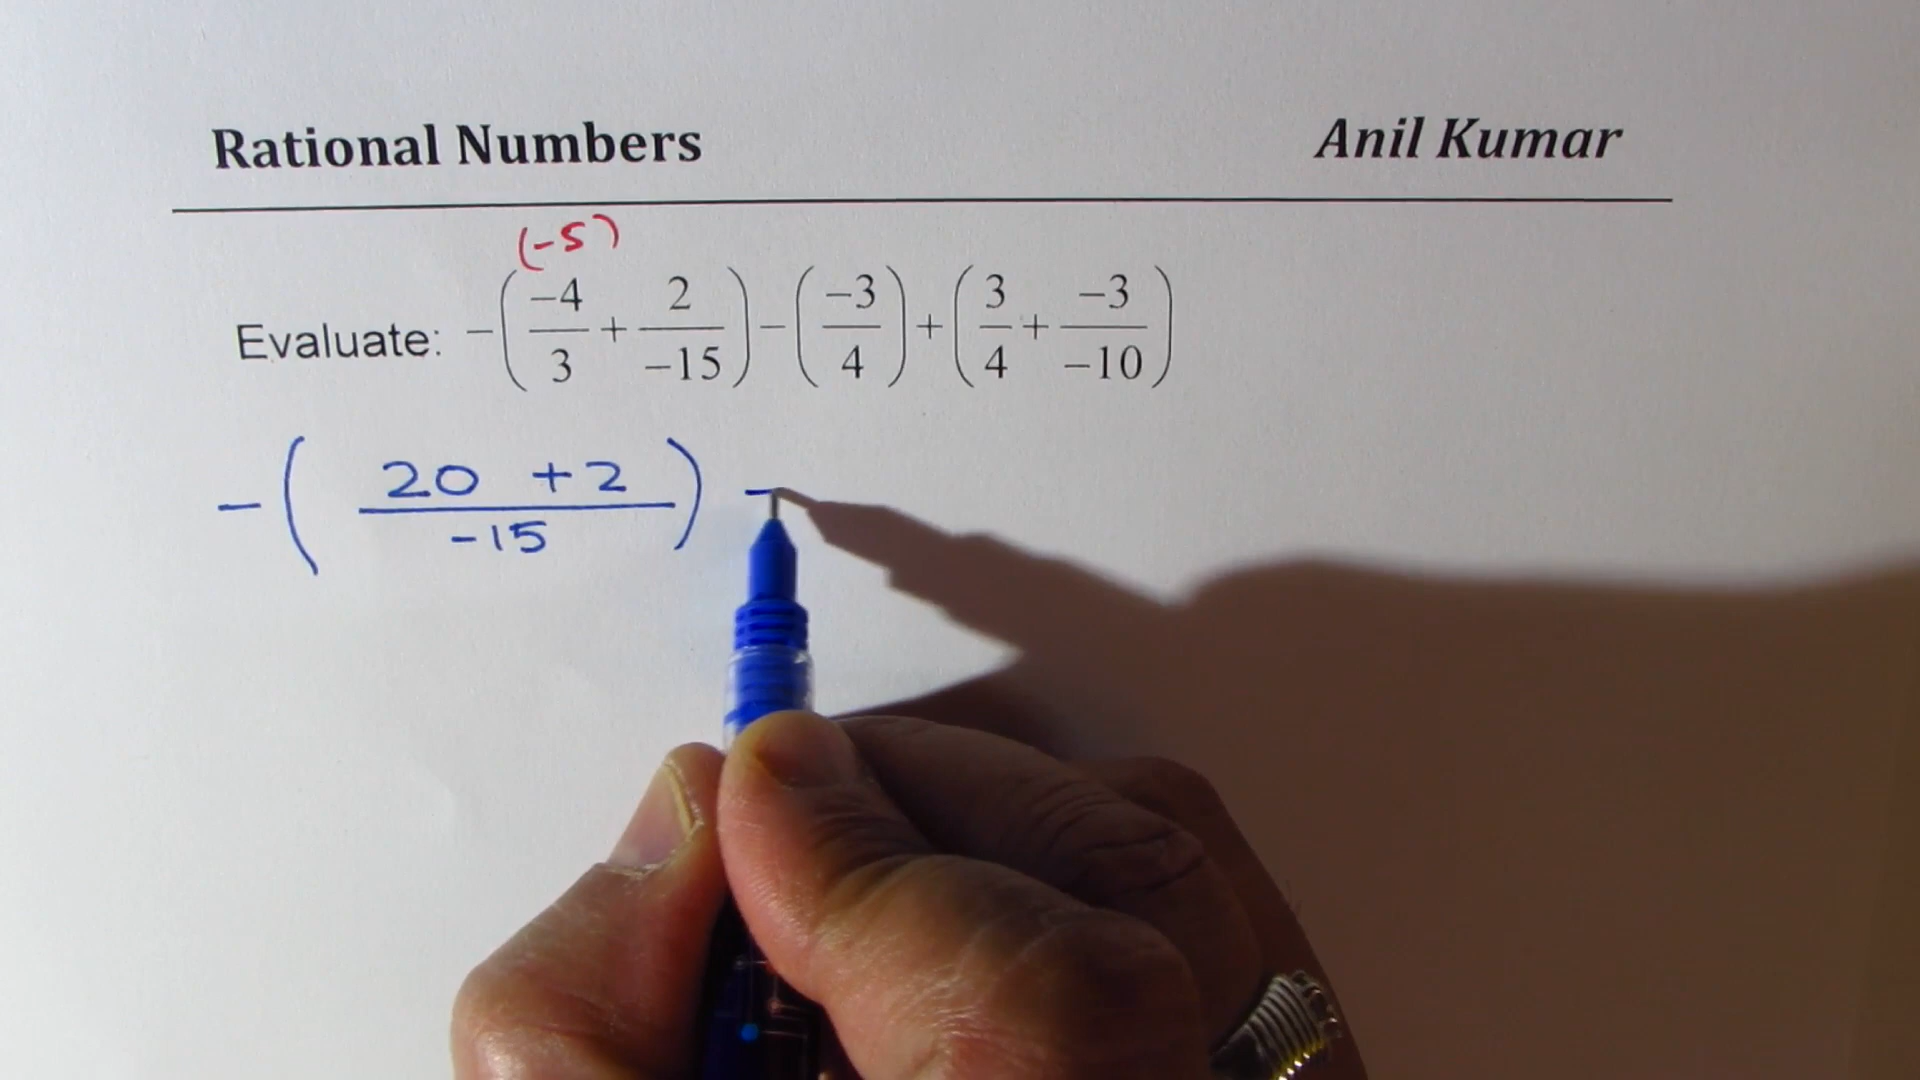 Rational Numbers Anil Kumar
(-5)
Evaluate: −(−4/3 + 2/−15) − (−3/4) + (3/4 + −3/−10)
-( 20 +2 / -15 ) -